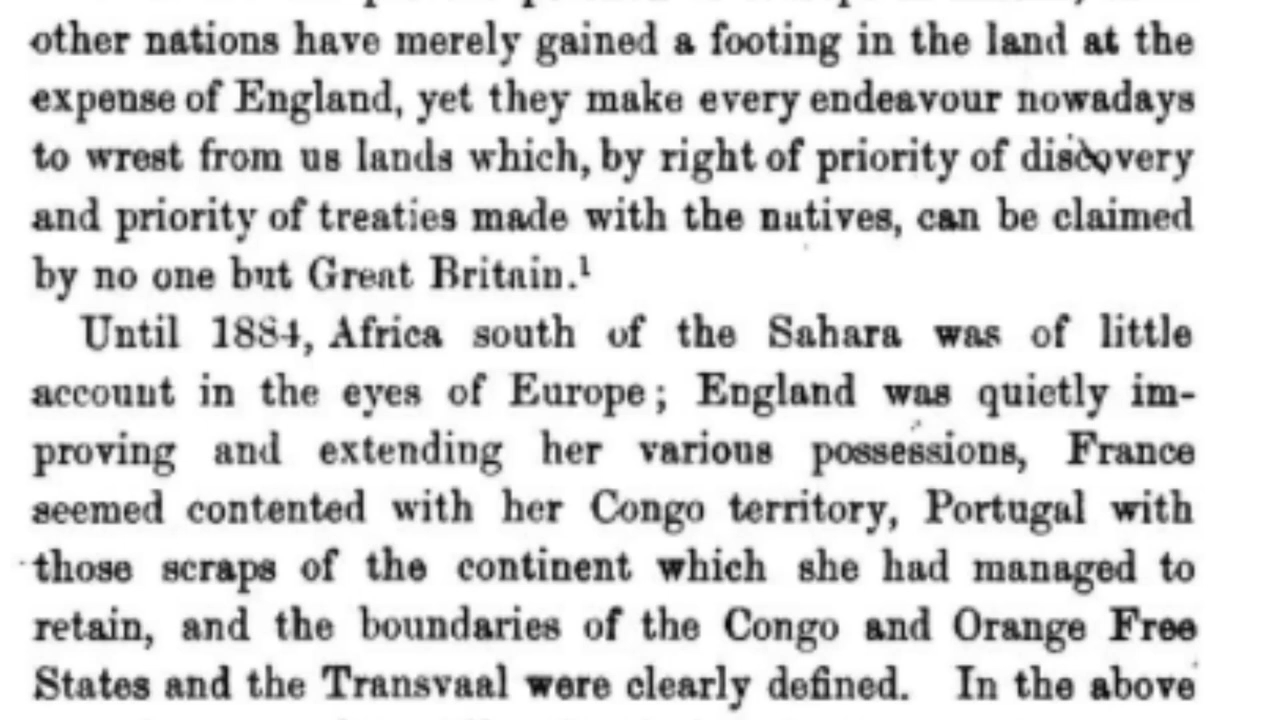 other nations have merely gained a footing in the land at the
expense of England, yet they make every endeavour nowadays
to wrest from us lands which, by right of priority of discovery
and priority of treaties made with the natives, can be claimed
by no one but Great Britain.¹
Until 1884, Africa south of the Sahara was of little
account in the eyes of Europe; England was quietly im-
proving and extending her various possessions, France
seemed contented with her Congo territory, Portugal with
those scraps of the continent which she had managed to
retain, and the boundaries of the Congo and Orange Free
States and the Transvaal were clearly defined. In the above